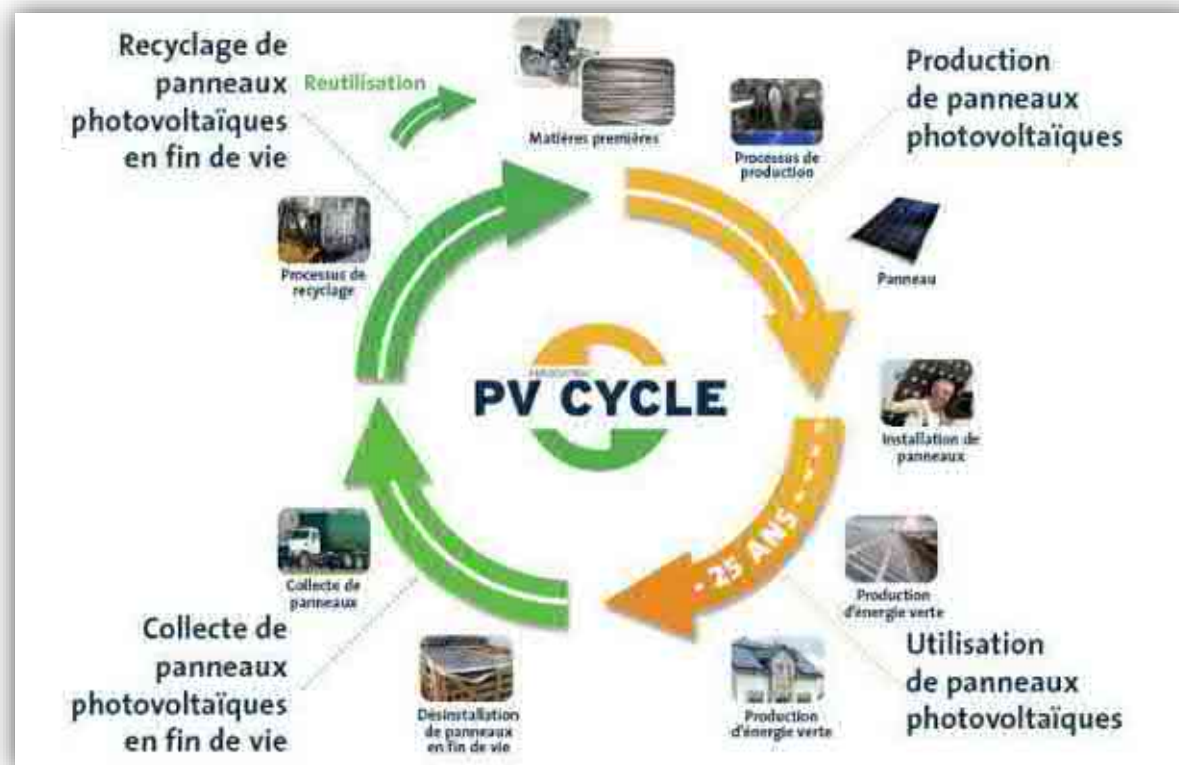 Recyclage de
panneaux
photovoltaïques
en fin de vie
Reutilisation
Matières premières
Processus de
production
Production
de panneaux
photovoltaïques
Panneau
Processus de
recyclage
PV CYCLE
Installation de
panneaux
- 25 ANS - - - -
Collecte de
panneaux
Production
d'énergie verte
Collecte de
panneaux
photovoltaïques
en fin de vie
Désinstallation
de panneaux
en fin de vie
Production
d'énergie verte
Utilisation
de panneaux
photovoltaïques